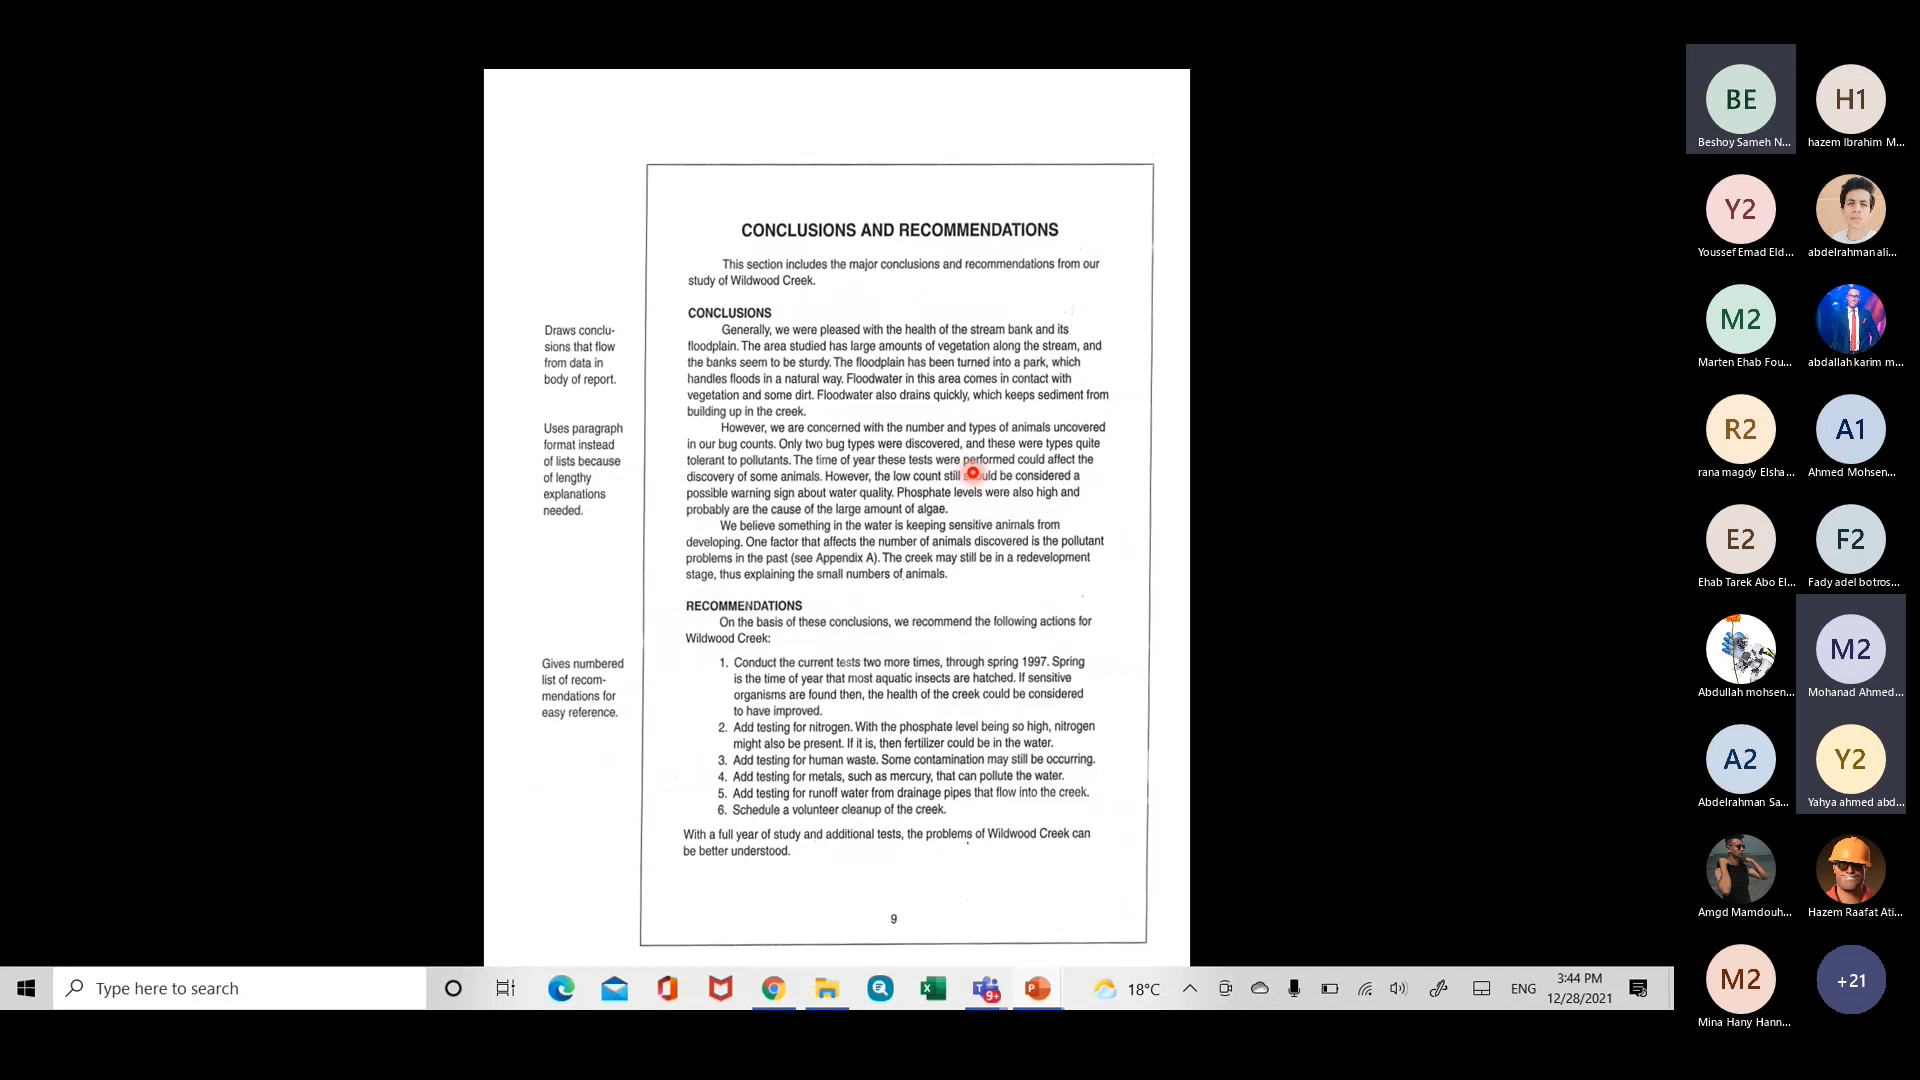 CONCLUSIONS AND RECOMMENDATIONS
This section includes the major conclusions and recommendations from our
study of Wildwood Creek.
CONCLUSIONS
Generally, we were pleased with the health of the stream bank and its
floodplain. The area studied has large amounts of vegetation along the stream, and
the banks seem to be sturdy. The floodplain has been turned into a park, which
handles floods in a natural way. Floodwater in this area comes in contact with
vegetation and some dirt. Floodwater also drains quickly, which keeps sediment from
building up in the creek.
However, we are concerned with the number and types of animals uncovered
in our bug counts. Only two bug types were discovered, and these were types quite
tolerant to pollutants. The time of year these tests were performed could affect the
discovery of some animals. However, the low count still should be considered a
possible warning sign about water quality. Phosphate levels were also high and
probably are the cause of the large amount of algae.
We believe something in the water is keeping sensitive animals from
developing. One factor that affects the number of animals discovered is the pollutant
problems in the past (see Appendix A). The creek may still be in a redevelopment
stage, thus explaining the small numbers of animals.
RECOMMENDATIONS
On the basis of these conclusions, we recommend the following actions for
Wildwood Creek:
1. Conduct the current tests two more times, through spring 1997. Spring
is the time of year that most aquatic insects are hatched. If sensitive
organisms are found then, the health of the creek could be considered
to have improved.
2. Add testing for nitrogen. With the phosphate level being so high, nitrogen
might also be present. If it is, then fertilizer could be in the water.
3. Add testing for human waste. Some contamination may still be occurring.
4. Add testing for metals, such as mercury, that can pollute the water.
5. Add testing for runoff water from drainage pipes that flow into the creek.
6. Schedule a volunteer cleanup of the creek.
With a full year of study and additional tests, the problems of Wildwood Creek can
be better understood.
9
Draws conclu-
sions that flow
from data in
body of report.
Uses paragraph
format instead
of lists because
of lengthy
explanations
needed.
Gives numbered
list of recom-
mendations for
easy reference.
BE
Beshoy Sameh N...
H1
hazem Ibrahim M...
Y2
Youssef Emad Eld...
abdelrahman ali...
M2
Marten Ehab Fou...
abdallah karim m...
R2
rana magdy Elsha...
A1
Ahmed Mohsen...
E2
Ehab Tarek Abo El...
F2
Fady adel botros...
Abdullah mohsen...
M2
Mohanad Ahmed...
A2
Abdelrahman Sa...
Y2
Yahya ahmed abd...
Amgd Mamdouh...
Hazem Raafat Ati...
M2
Mina Hany Hann...
+21
Type here to search
9+
18°C
ENG
3:44 PM
12/28/2021